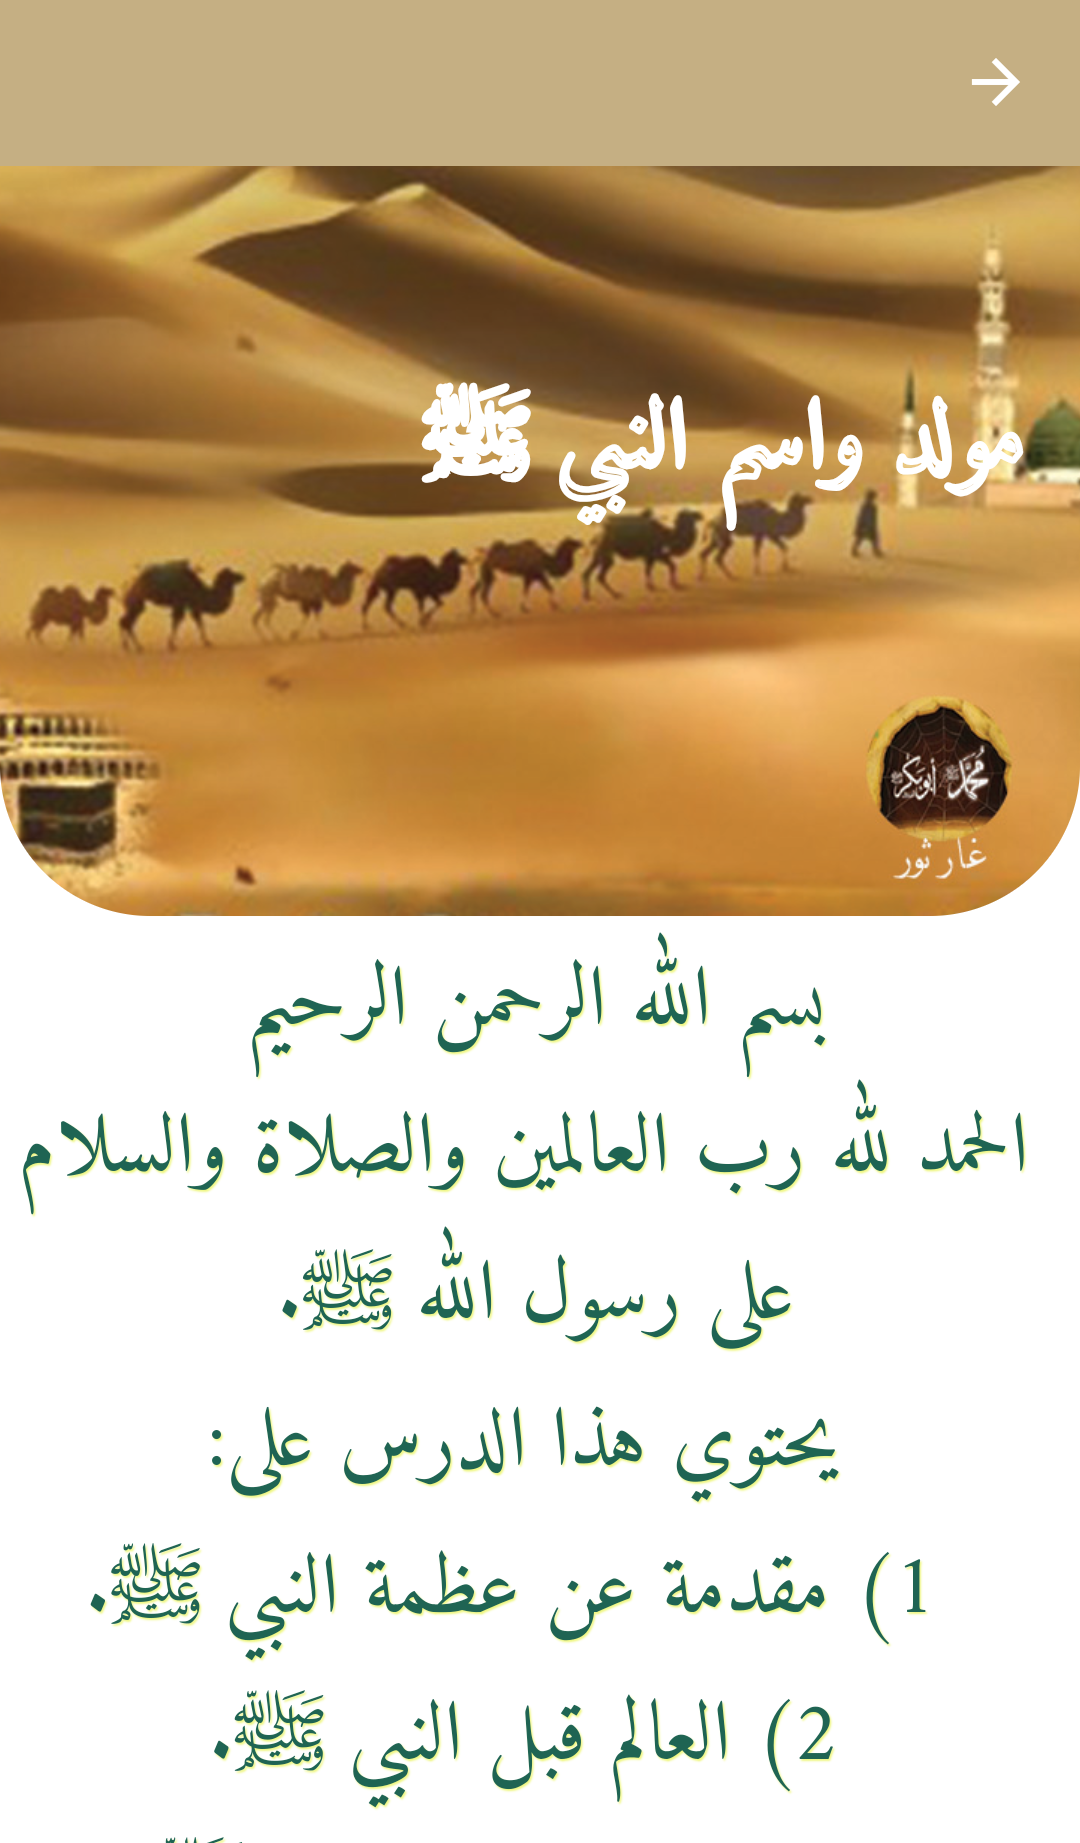 مولد واسم النبي ﷺ
محمد ﷺ أبوبكر
غار ثور
بسم الله الرحمن الرحيم
الحمد لله رب العالمين والصلاة والسلام
على رسول الله ﷺ.
يحتوي هذا الدرس على:
1) مقدمة عن عظمة النبي ﷺ.
2) العالم قبل النبي ﷺ.